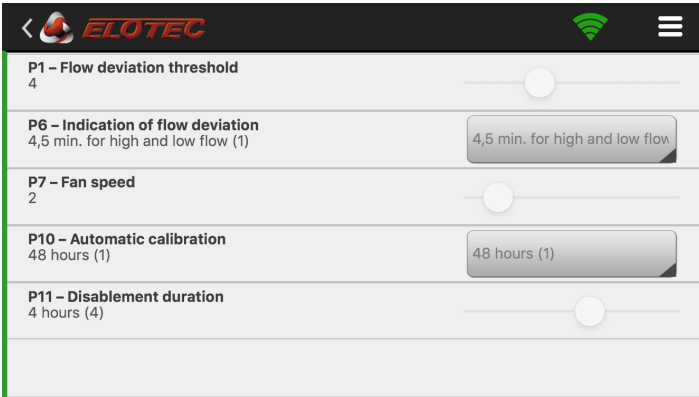 ELOTEC
P1 – Flow deviation threshold
4
P6 – Indication of flow deviation
4,5 min. for high and low flow (1)
4,5 min. for high and low flow
P7 – Fan speed
2
P10 – Automatic calibration
48 hours (1)
48 hours (1)
P11 – Disablement duration
4 hours (4)